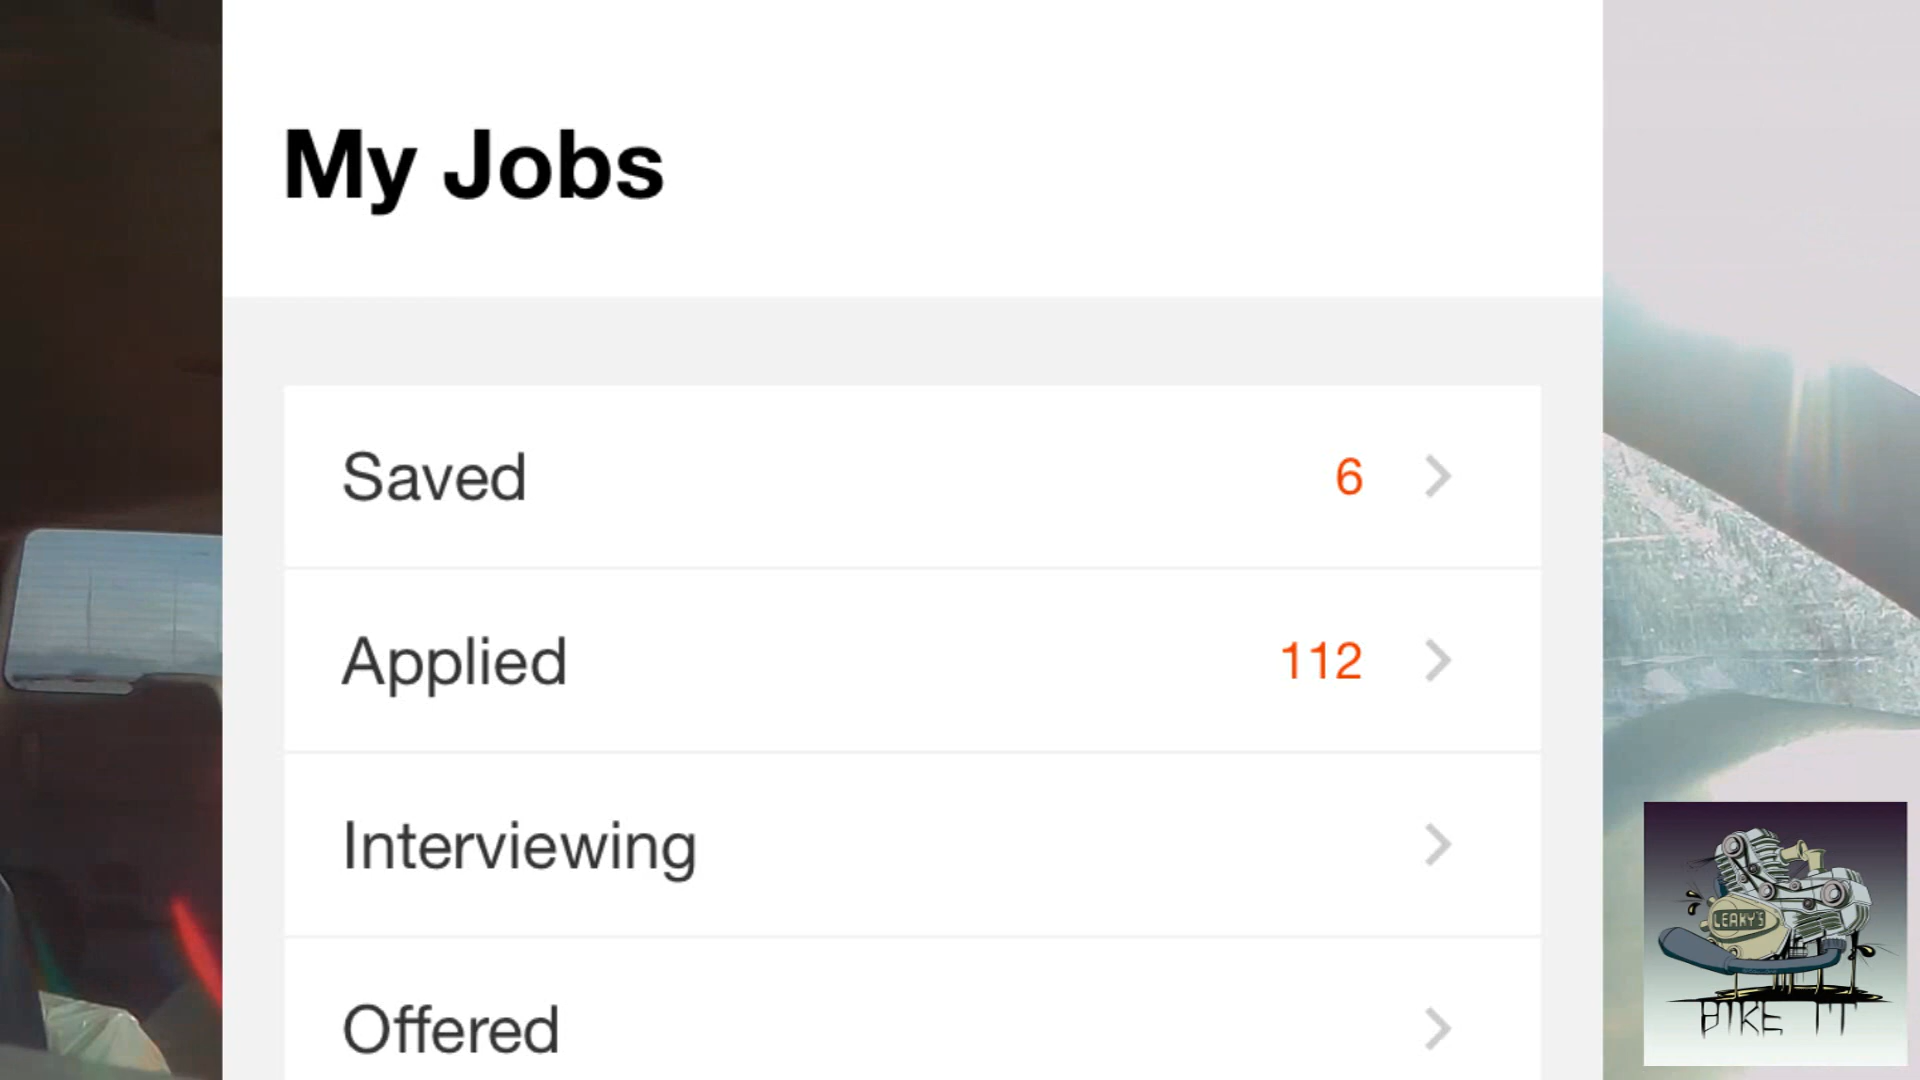 My Jobs
Saved 6
Applied 112
Interviewing
Offered
LEAKY'S
BIKE IT